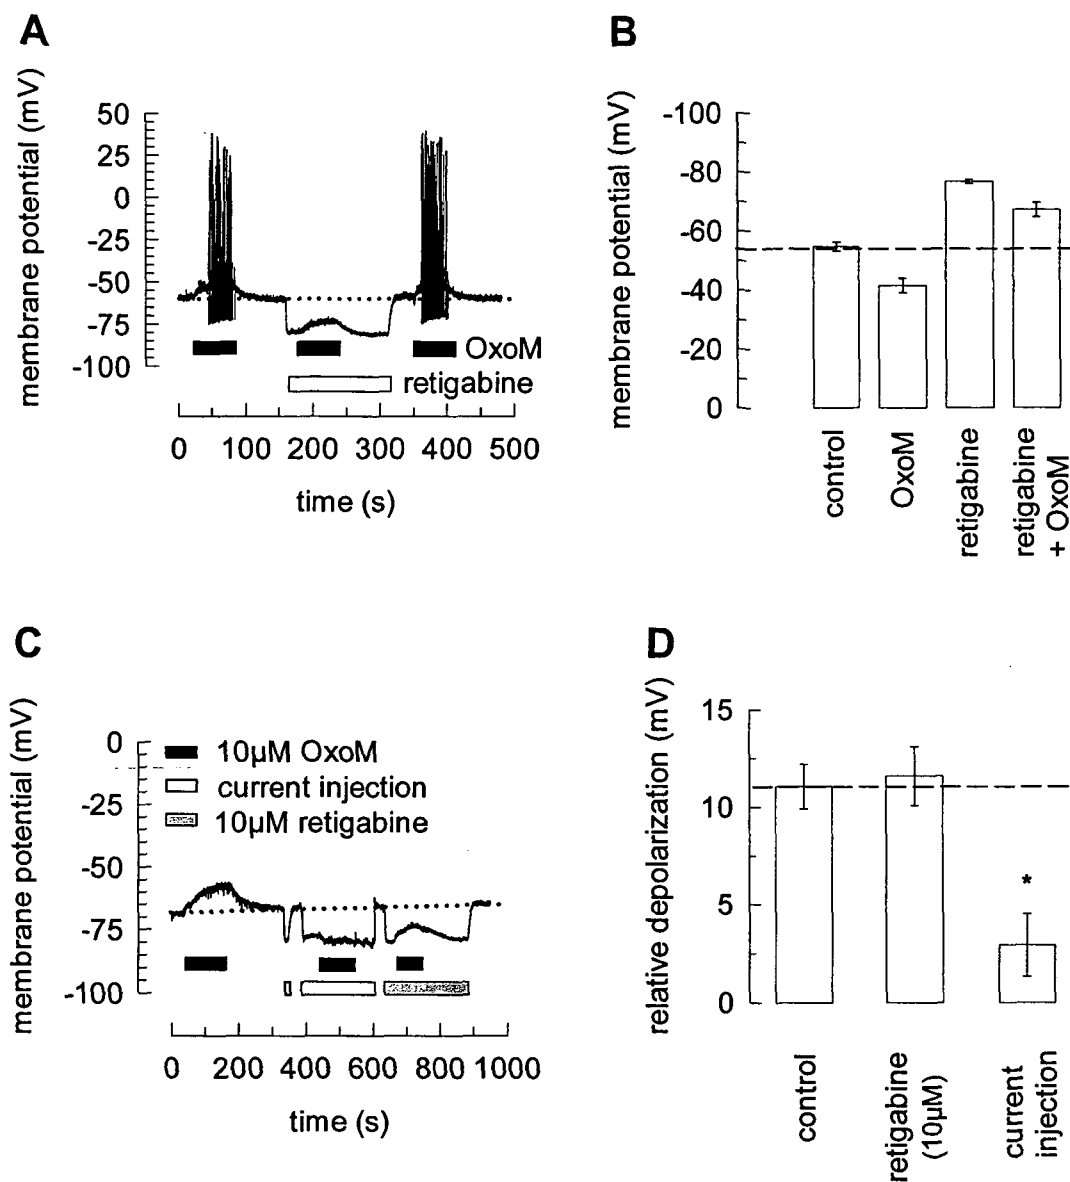 A
membrane potential (mV)
50
25
0
-25
-50
-75
-100
OxoM
retigabine
0 100 200 300 400 500
time (s)
B
membrane potential (mV)
-100
-80
-60
-40
-20
0
control
OxoM
retigabine
retigabine
+ OxoM
C
membrane potential (mV)
0
-25
-50
-75
-100
10µM OxoM
current injection
10µM retigabine
0 200 400 600 800 1000
time (s)
D
relative depolarization (mV)
15
10
5
0
*
control
retigabine
(10µM)
current
injection